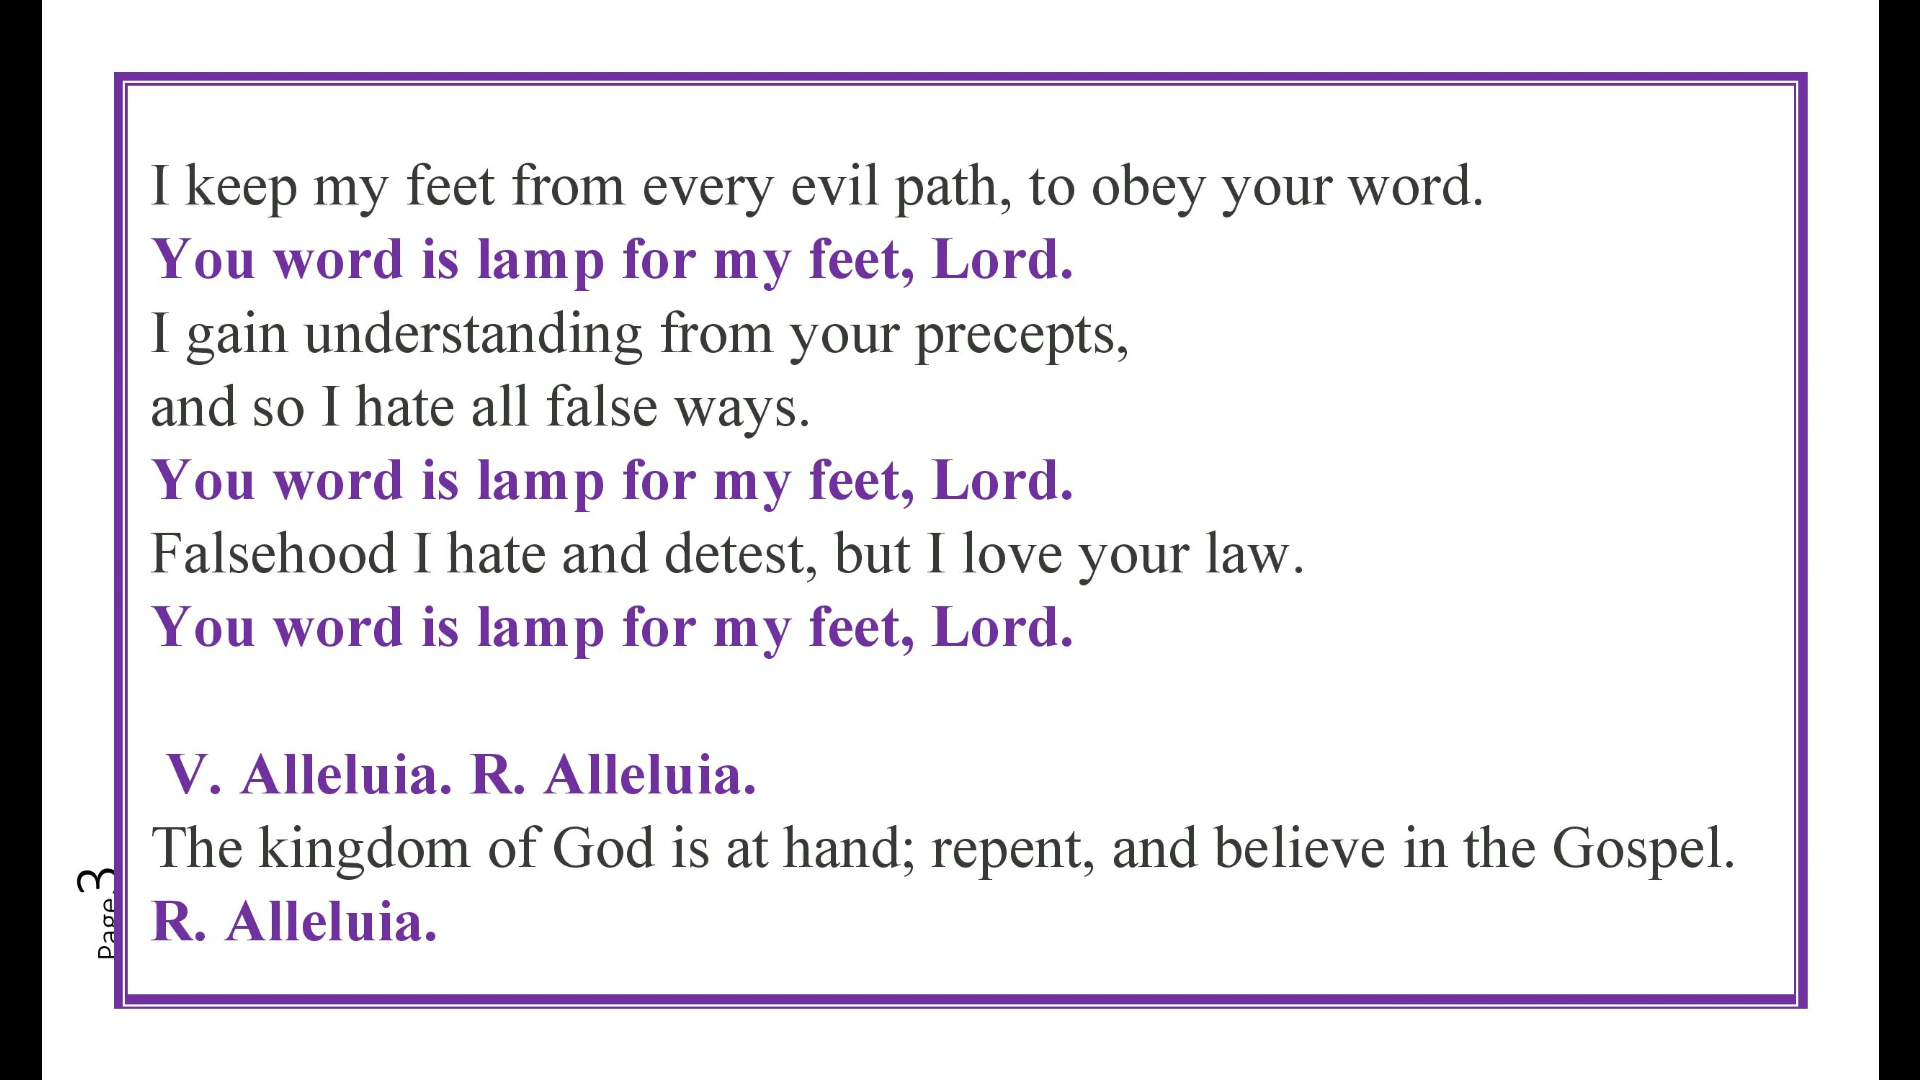 I keep my feet from every evil path, to obey your word.
You word is lamp for my feet, Lord.
I gain understanding from your precepts,
and so I hate all false ways.
You word is lamp for my feet, Lord.
Falsehood I hate and detest, but I love your law.
You word is lamp for my feet, Lord.
V. Alleluia. R. Alleluia.
The kingdom of God is at hand; repent, and believe in the Gospel.
R. Alleluia.
Page 3